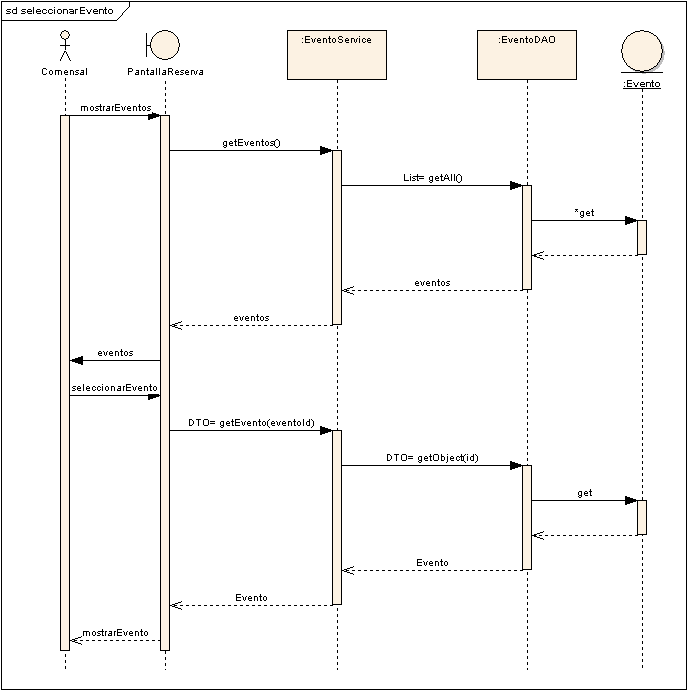 sd seleccionarEvento
Comensal
PantallaReserva
:EventoService
:EventoDAO
:Evento
mostrarEventos
getEventos()
List= getAll()
*get
eventos
eventos
eventos
seleccionarEvento
DTO= getEvento(eventoId)
DTO= getObject(id)
get
Evento
Evento
mostrarEvento